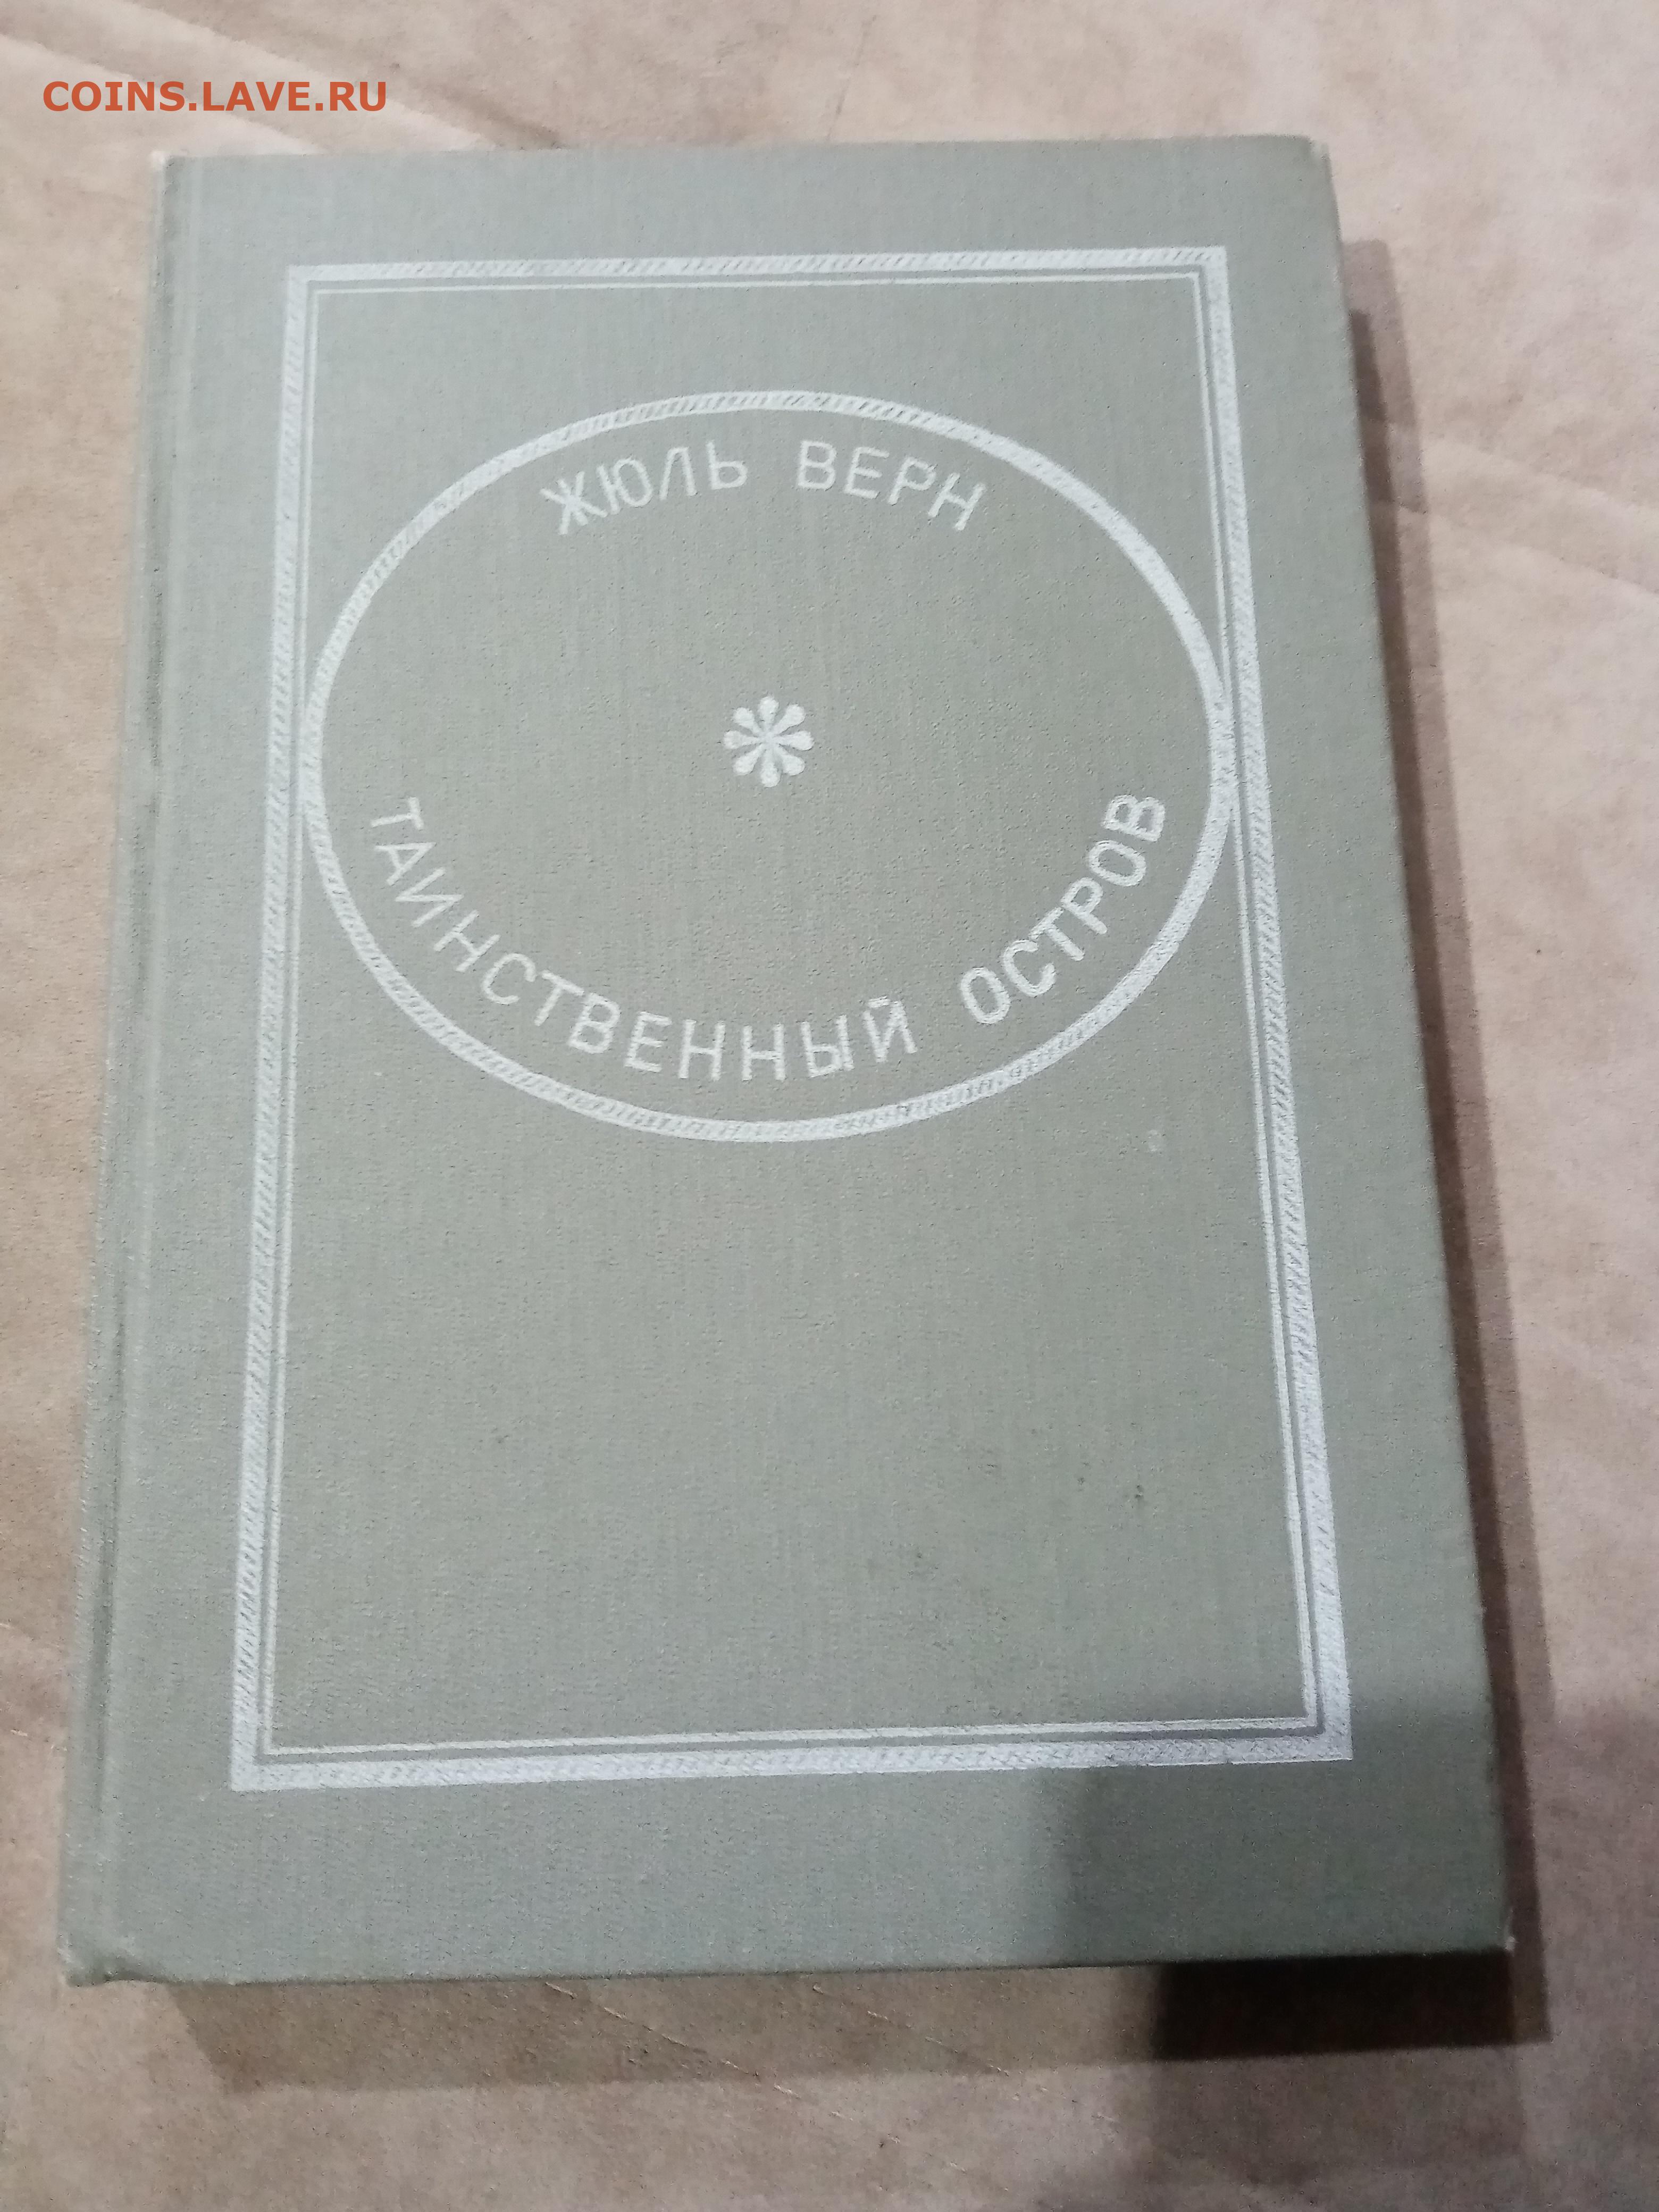 COINS.LAVE.RU
ЖЮЛЬ ВЕРН
ТАИНСТВЕННЫЙ ОСТРОВ